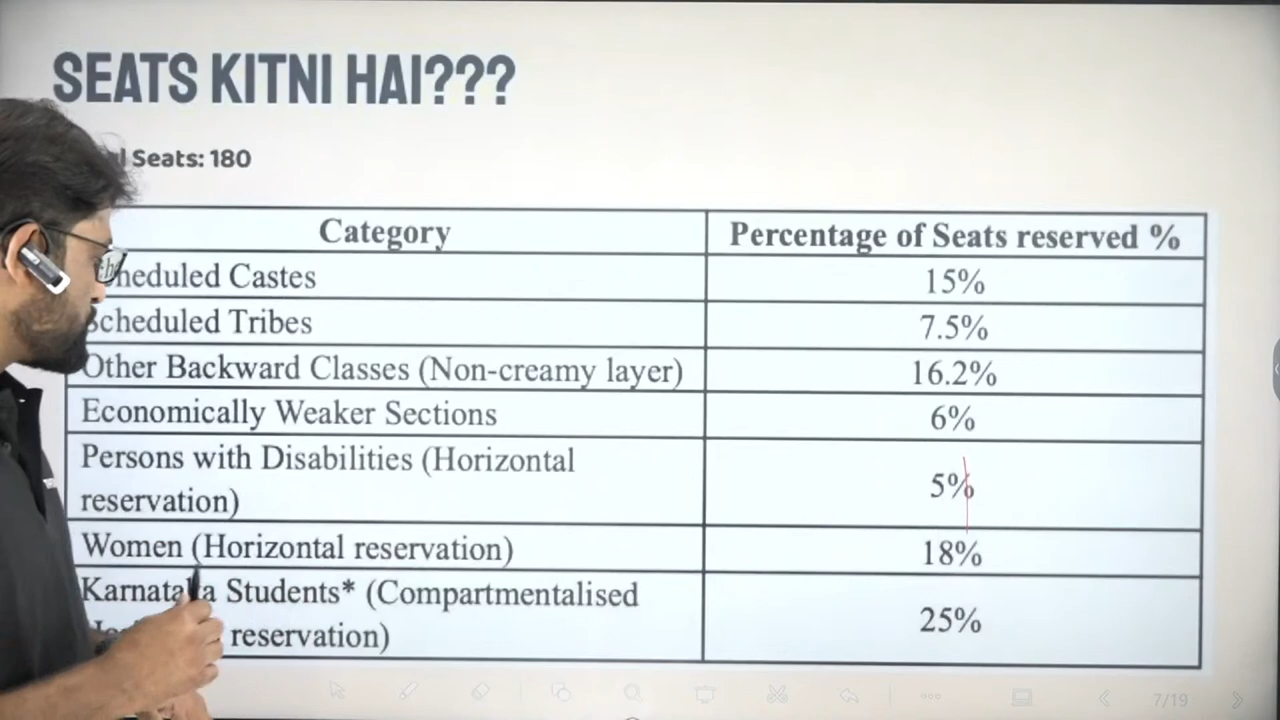 SEATS KITNI HAI???
Seats: 180
Category Percentage of Seats reserved %
Castes 15%
Scheduled Tribes 7.5%
Other Backward Classes (Non-creamy layer) 16.2%
Economically Weaker Sections 6%
Persons with Disabilities (Horizontal
reservation) 5%
Women (Horizontal reservation) 18%
Karnataka Students* (Compartmentalised
reservation) 25%
7/19